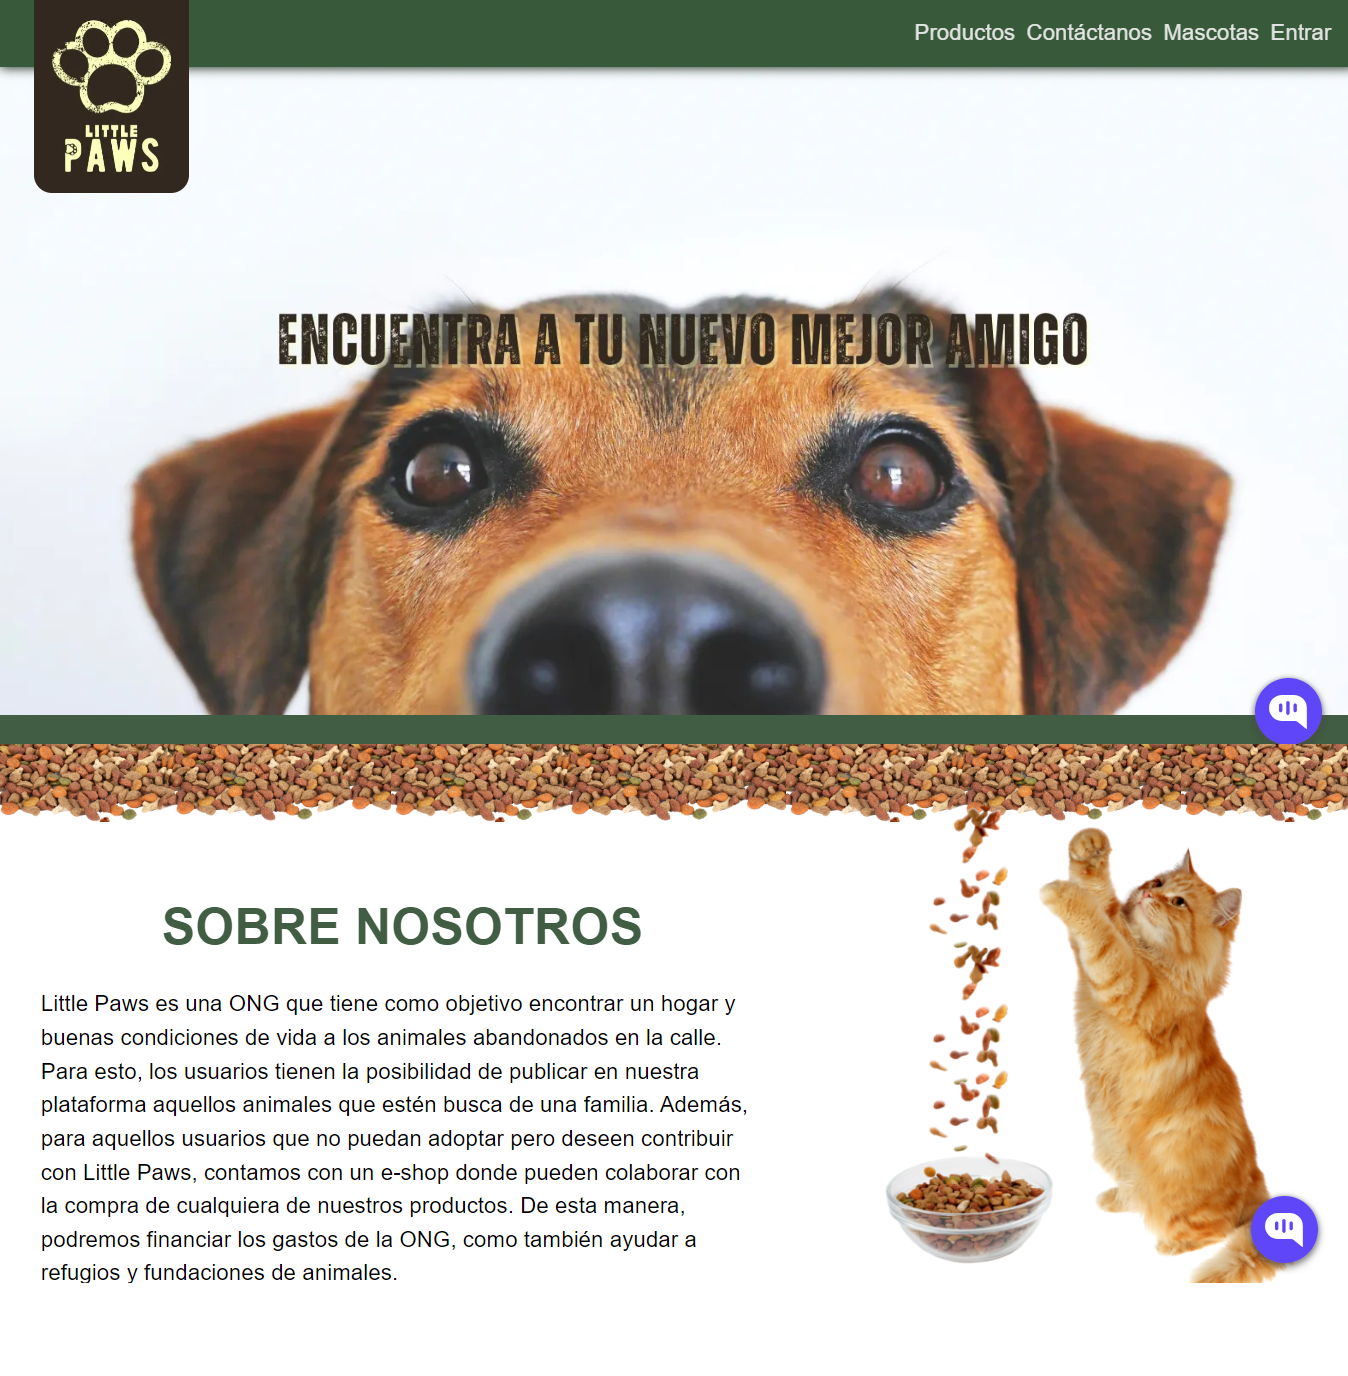 Productos Contáctanos Mascotas Entrar
LITTLE
PAWS
ENCUENTRA A TU NUEVO MEJOR AMIGO
SOBRE NOSOTROS
Little Paws es una ONG que tiene como objetivo encontrar un hogar y
buenas condiciones de vida a los animales abandonados en la calle.
Para esto, los usuarios tienen la posibilidad de publicar en nuestra
plataforma aquellos animales que estén busca de una familia. Además,
para aquellos usuarios que no puedan adoptar pero deseen contribuir
con Little Paws, contamos con un e-shop donde pueden colaborar con
la compra de cualquiera de nuestros productos. De esta manera,
podremos financiar los gastos de la ONG, como también ayudar a
refugios y fundaciones de animales.